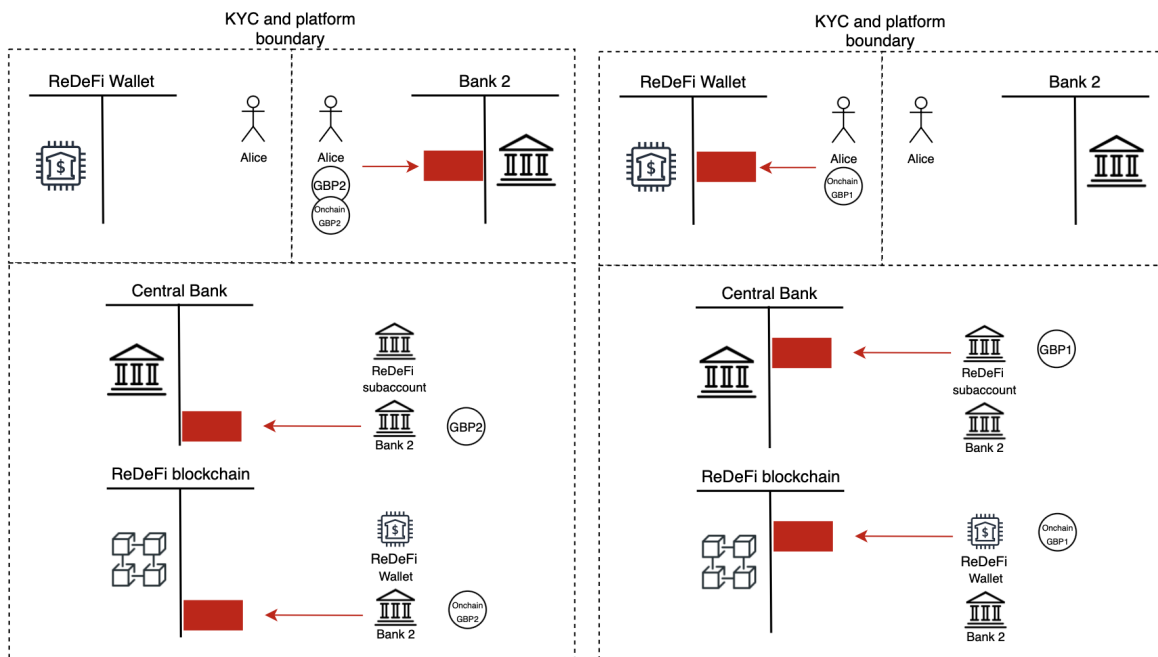 KYC and platform
boundary
ReDeFi Wallet
Bank 2
$
Alice
Alice
GBP2
Onchain
GBP2
Central Bank
ReDeFi
subaccount
GBP2
Bank 2
ReDeFi blockchain
$
ReDeFi
Wallet
Onchain
GBP2
Bank 2
KYC and platform
boundary
ReDeFi Wallet
Bank 2
$
Alice
Alice
Onchain
GBP1
Central Bank
GBP1
ReDeFi
subaccount
Bank 2
ReDeFi blockchain
$
Onchain
GBP1
ReDeFi
Wallet
Bank 2